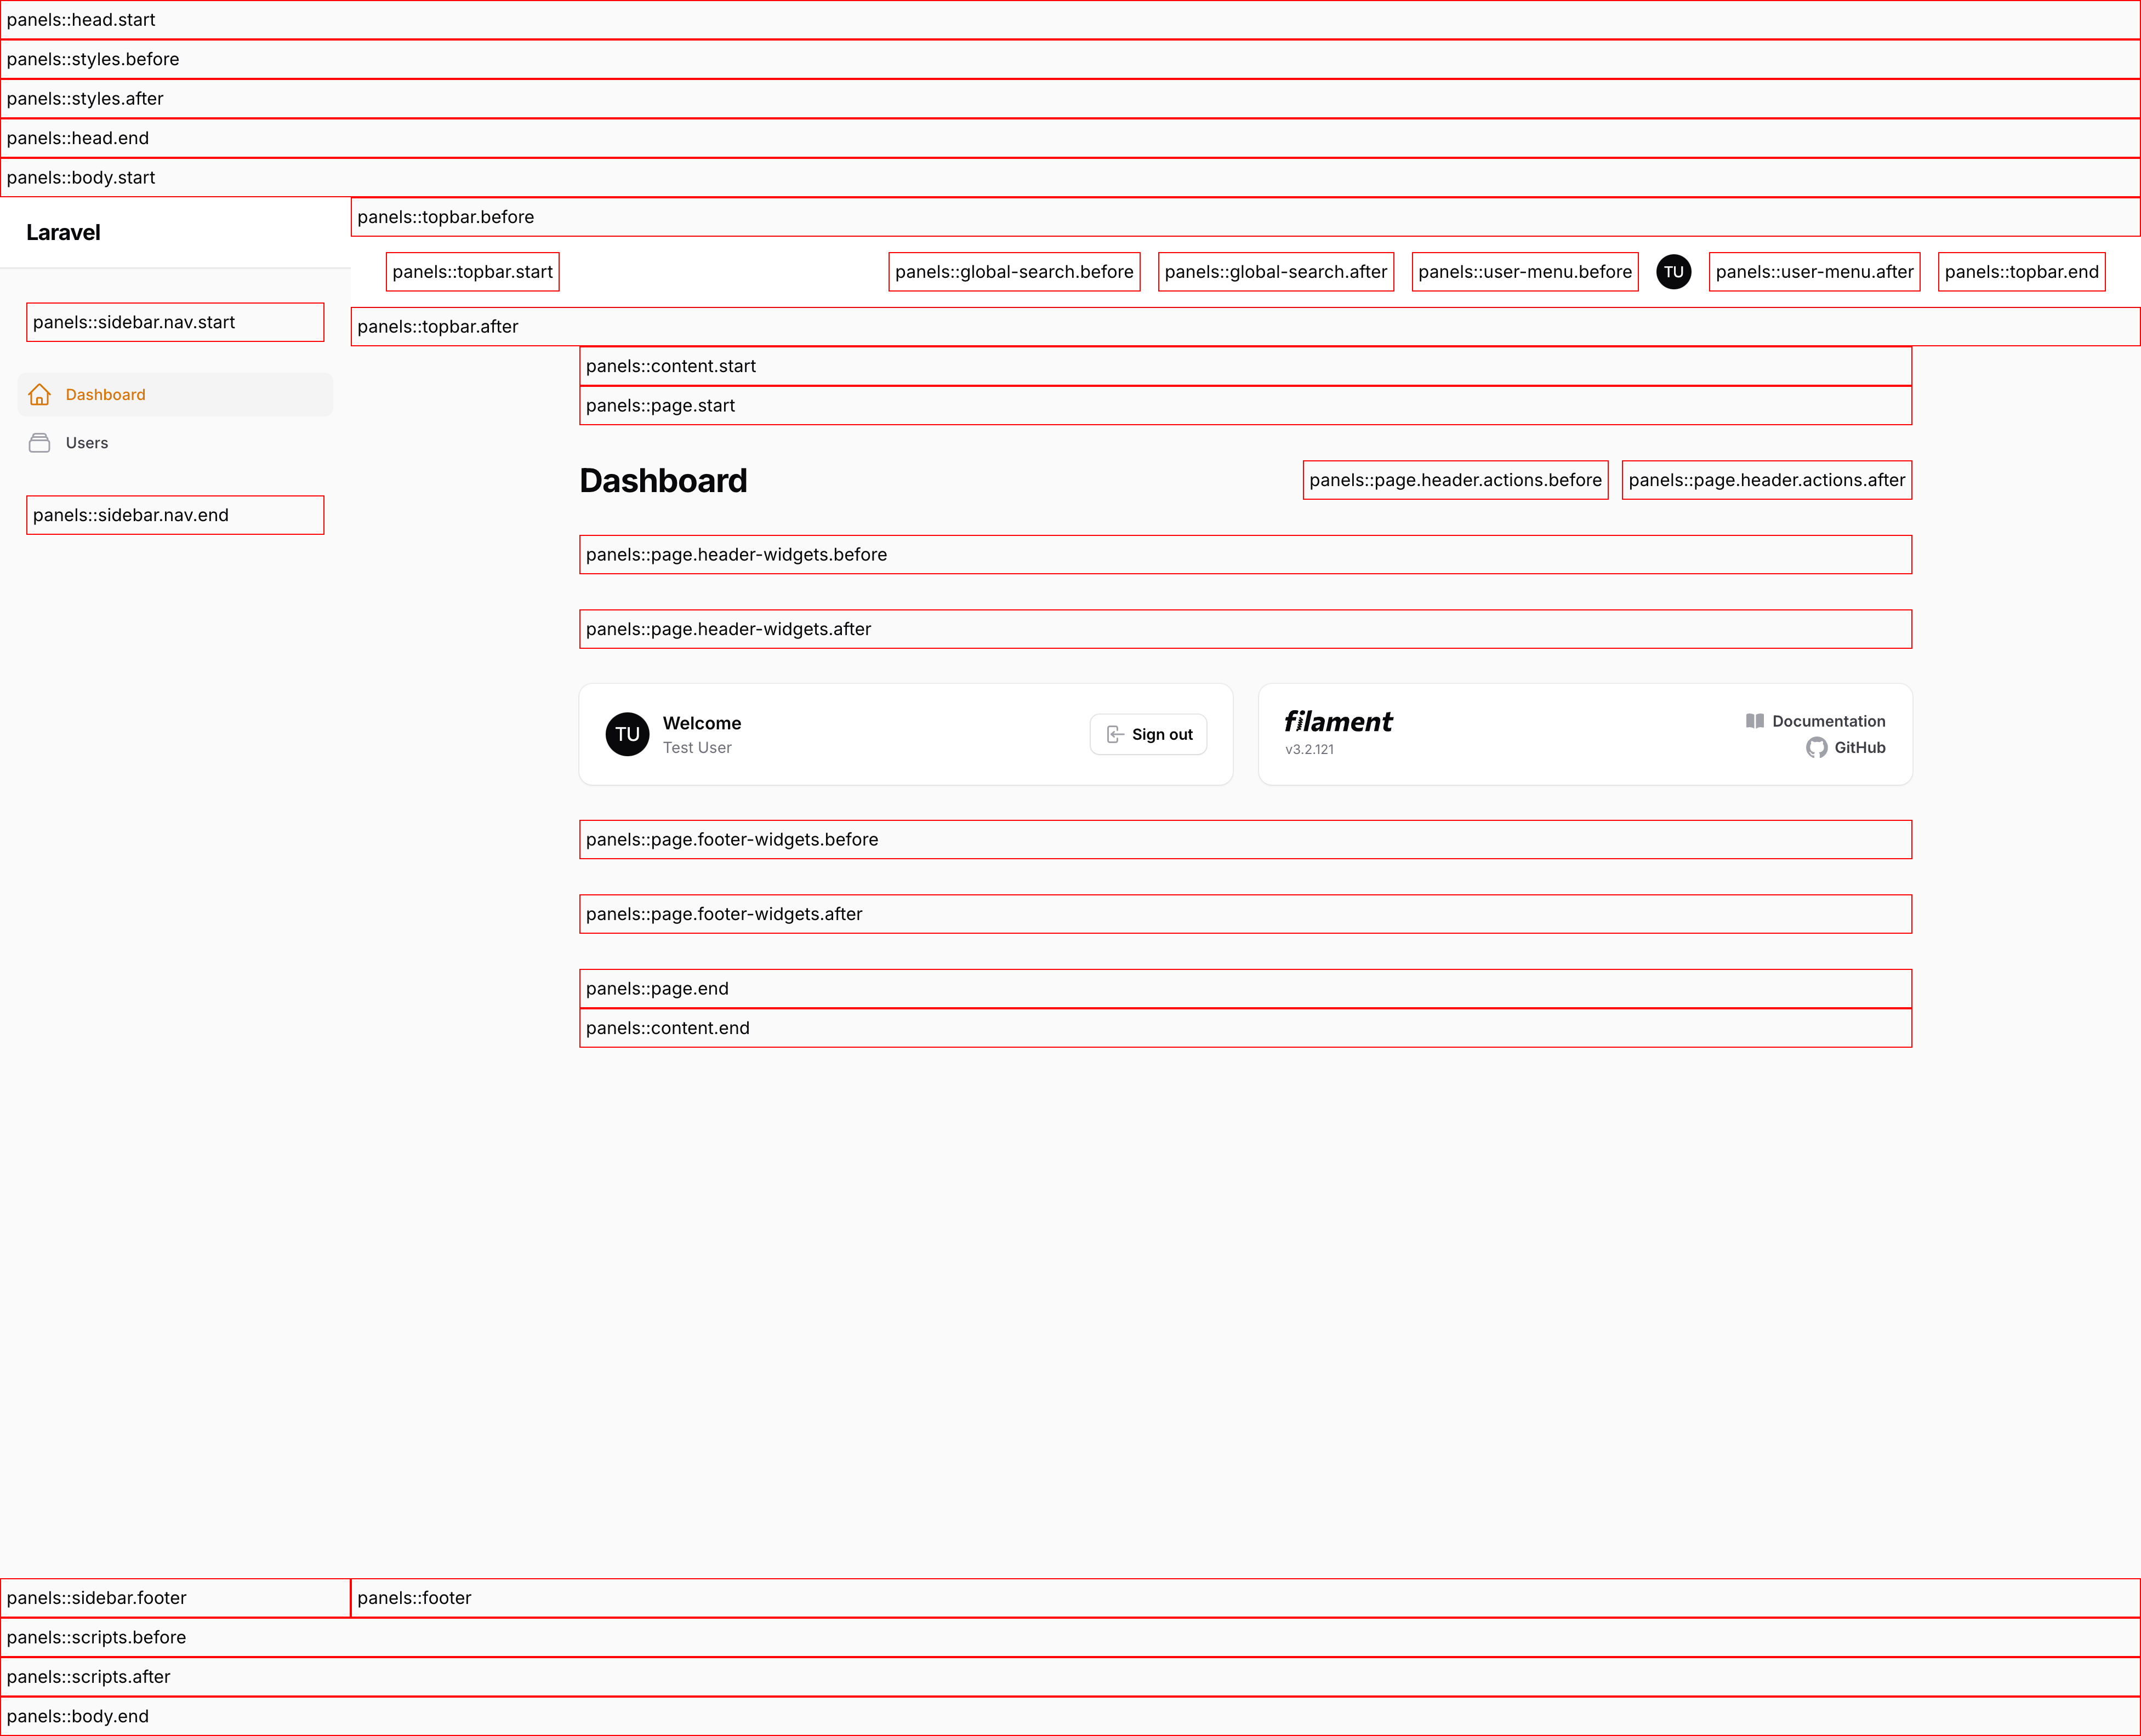 panels::head.start
panels::styles.before
panels::styles.after
panels::head.end
panels::body.start
Laravel
panels::topbar.before
panels::topbar.start
panels::global-search.before
panels::global-search.after
panels::user-menu.before
TU
panels::user-menu.after
panels::topbar.end
panels::sidebar.nav.start
Dashboard
Users
panels::sidebar.nav.end
panels::topbar.after
panels::content.start
panels::page.start
Dashboard
panels::page.header.actions.before
panels::page.header.actions.after
panels::page.header-widgets.before
panels::page.header-widgets.after
TU
Welcome
Test User
Sign out
filament
v3.2.121
Documentation
GitHub
panels::page.footer-widgets.before
panels::page.footer-widgets.after
panels::page.end
panels::content.end
panels::sidebar.footer
panels::footer
panels::scripts.before
panels::scripts.after
panels::body.end